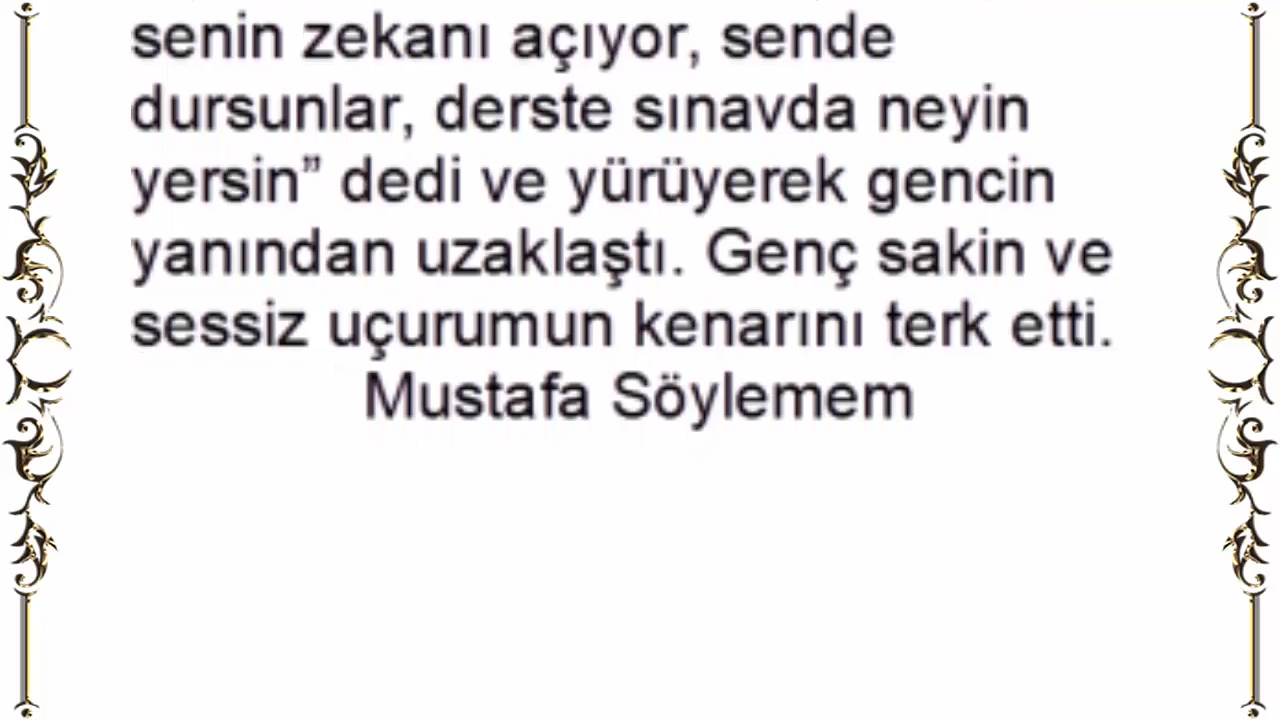 senin zekanı açıyor, sende
dursunlar, derste sınavda neyin
yersin” dedi ve yürüyerek gencin
yanından uzaklaştı. Genç sakin ve
sessiz uçurumun kenarını terk etti.
Mustafa Söylemem